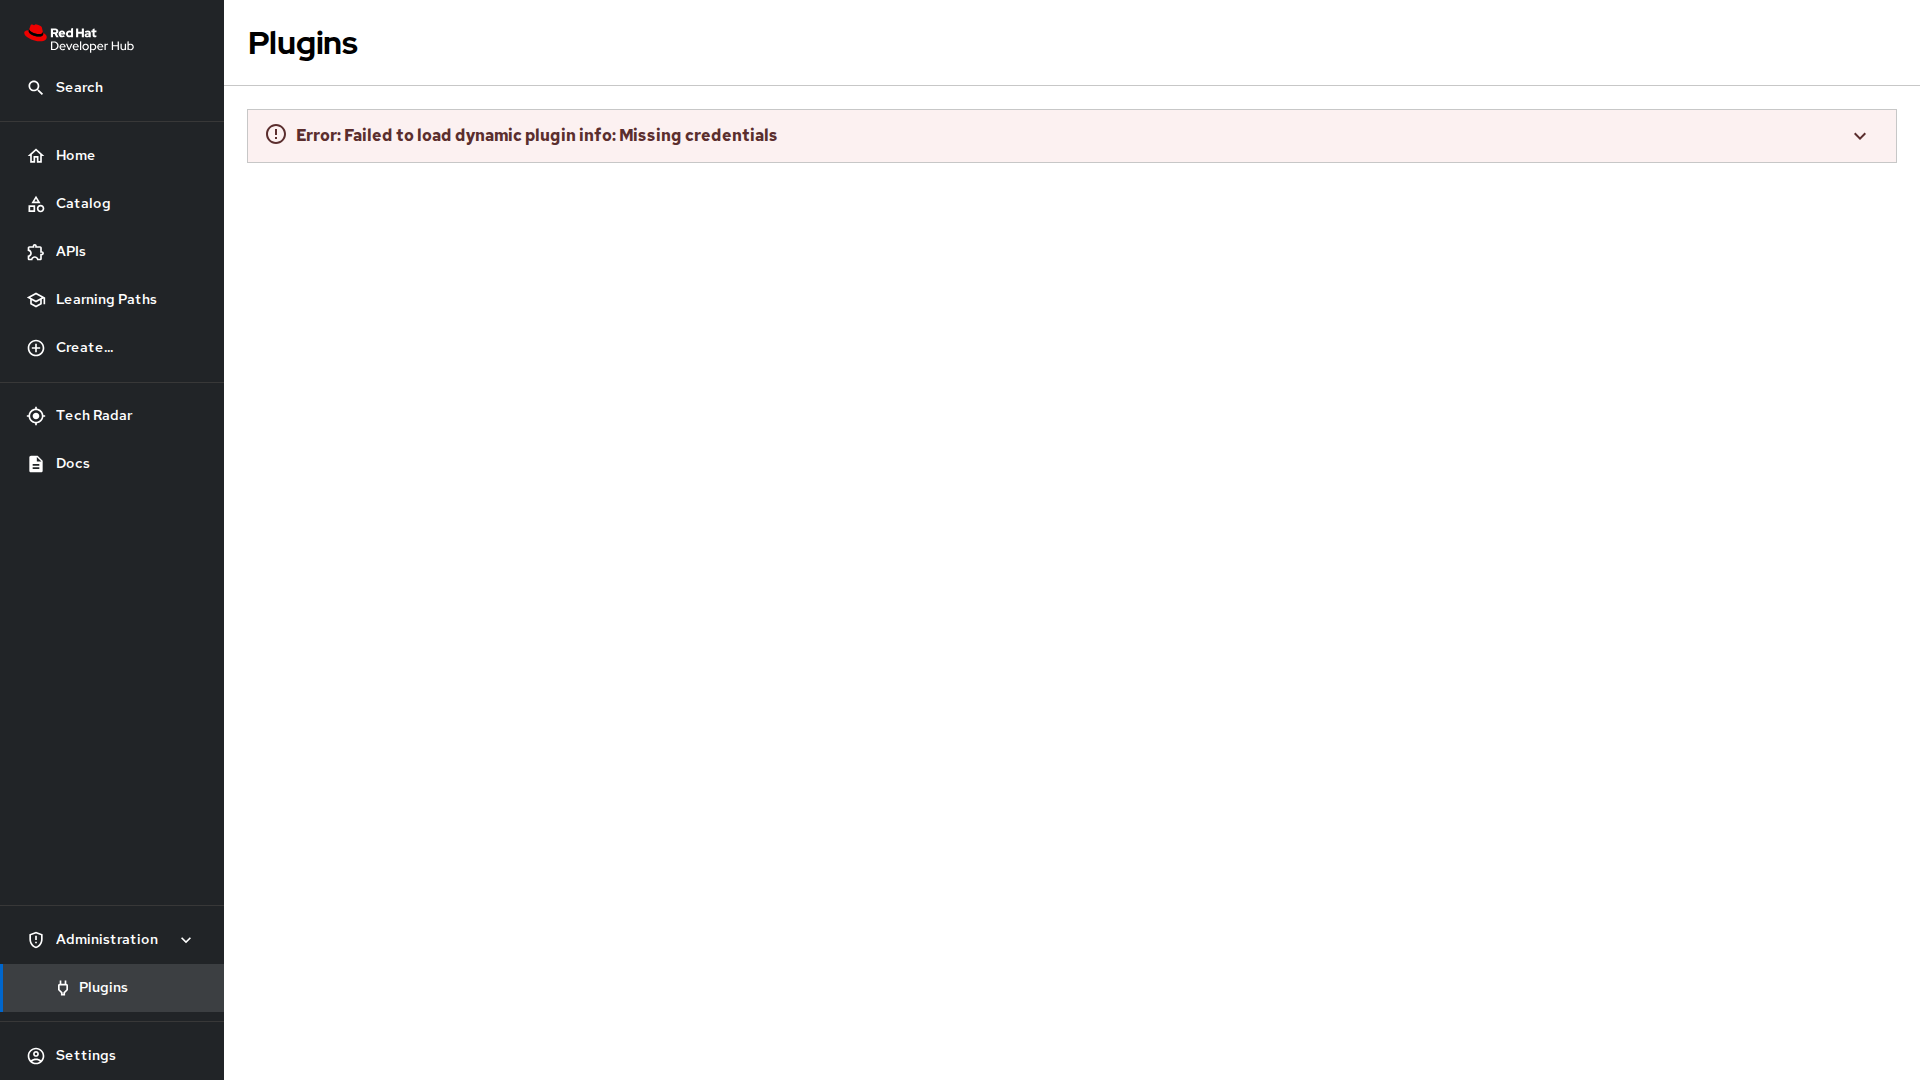 Red Hat
Developer Hub
Search
Home
Catalog
APIs
Learning Paths
Create...
Tech Radar
Docs
Administration
Plugins
Settings
Plugins
Error: Failed to load dynamic plugin info: Missing credentials